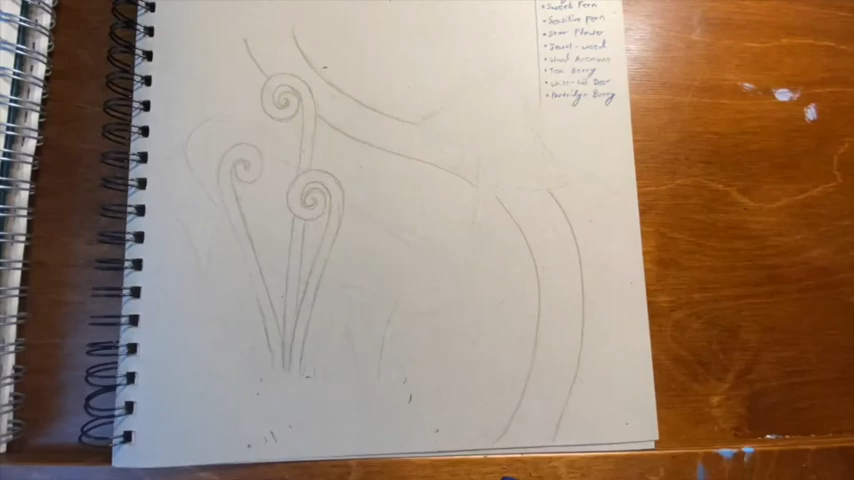 • Sweet Fern
• Sensitive Fern
• Star Flower
• Jewel-weed
• Wood Anemone
• Tea Berry
• Partridge Berry